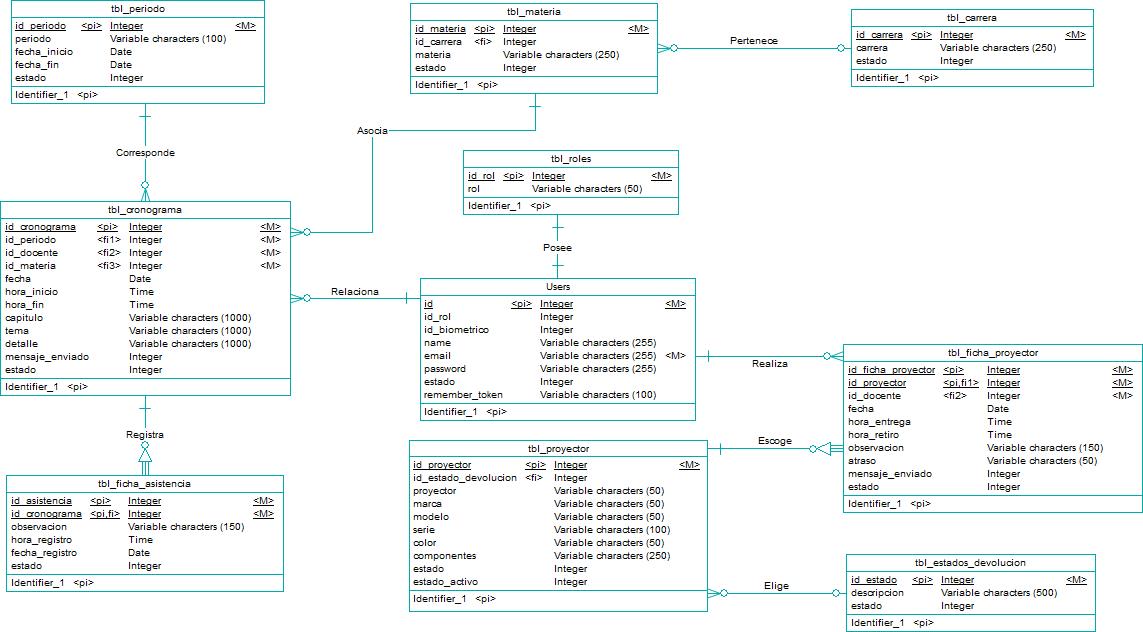 tbl_periodo
id_periodo <pi> Integer <M>
periodo Variable characters (100)
fecha_inicio Date
fecha_fin Date
estado Integer
Identifier_1 <pi>
tbl_materia
id_materia <pi> Integer <M>
id_carrera <fi> Integer
materia Variable characters (250)
estado Integer
Identifier_1 <pi>
Pertenece
tbl_carrera
id_carrera <pi> Integer <M>
carrera Variable characters (250)
estado Integer
Identifier_1 <pi>
Corresponde
Asocia
tbl_roles
id_rol <pi> Integer <M>
rol Variable characters (50)
Identifier_1 <pi>
Posee
tbl_cronograma
id_cronograma <pi> Integer <M>
id_periodo <fi1> Integer <M>
id_docente <fi2> Integer <M>
id_materia <fi3> Integer <M>
fecha Date
hora_inicio Time
hora_fin Time
capitulo Variable characters (1000)
tema Variable characters (1000)
detalle Variable characters (1000)
mensaje_enviado Integer
estado Integer
Identifier_1 <pi>
Relaciona
Users
id <pi> Integer <M>
id_rol Integer
id_biometrico Integer
name Variable characters (255)
email Variable characters (255) <M>
password Variable characters (255)
estado Integer
remember_token Variable characters (100)
Identifier_1 <pi>
Realiza
tbl_ficha_proyector
id_ficha_proyector <pi> Integer <M>
id_proyector <pi,fi1> Integer <M>
id_docente <fi2> Integer <M>
fecha Date
hora_entrega Time
hora_retiro Time
observacion Variable characters (150)
atraso Variable characters (50)
mensaje_enviado Integer
estado Integer
Identifier_1 <pi>
Registra
Escoge
tbl_ficha_asistencia
id_asistencia <pi> Integer <M>
id_cronograma <pi,fi> Integer <M>
observacion Variable characters (150)
hora_registro Time
fecha_registro Date
estado Integer
Identifier_1 <pi>
tbl_proyector
id_proyector <pi> Integer <M>
id_estado_devolucion <fi> Integer
proyector Variable characters (50)
marca Variable characters (50)
modelo Variable characters (50)
serie Variable characters (100)
color Variable characters (50)
componentes Variable characters (250)
estado Integer
estado_activo Integer
Identifier_1 <pi>
Elige
tbl_estados_devolucion
id_estado <pi> Integer <M>
descripcion Variable characters (500)
estado Integer
Identifier_1 <pi>